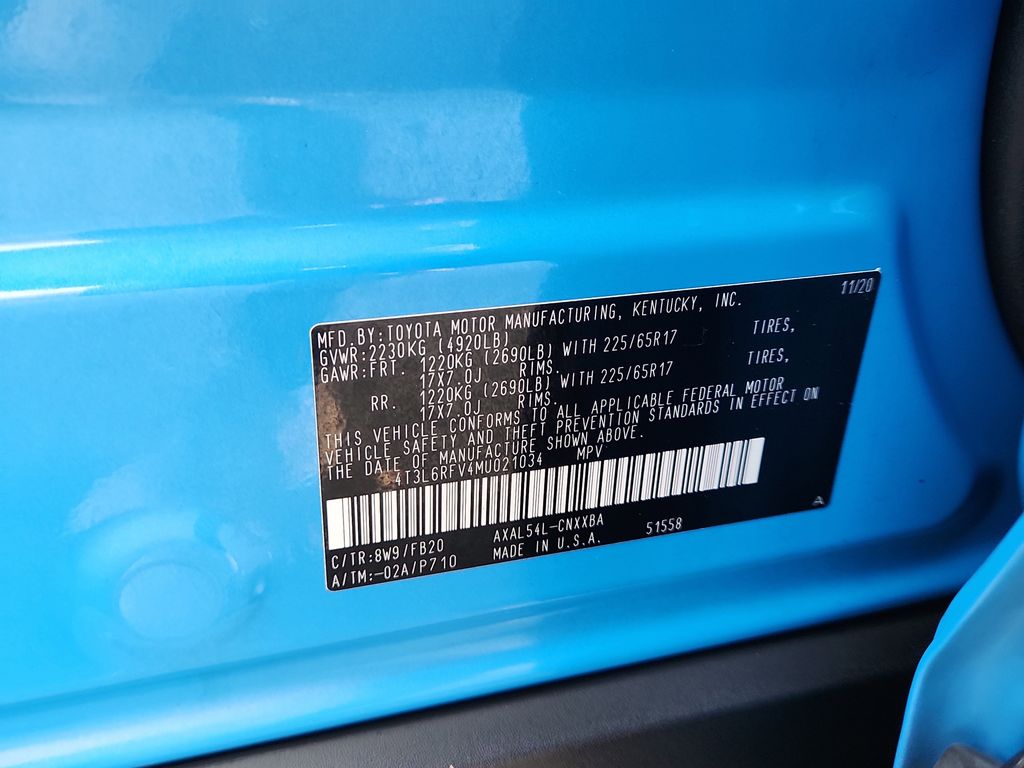 11/20
MFD.BY:TOYOTA MOTOR MANUFACTURING, KENTUCKY, INC.
GVWR:2230KG (4920LB)
GAWR:FRT. 1220KG (2690LB) WITH 225/65R17 TIRES,
17X7.0J RIMS.
RR. 1220KG (2690LB) WITH 225/65R17 TIRES,
17X7.0J RIMS.
THIS VEHICLE CONFORMS TO ALL APPLICABLE FEDERAL MOTOR
VEHICLE SAFETY AND THEFT PREVENTION STANDARDS IN EFFECT ON
THE DATE OF MANUFACTURE SHOWN ABOVE.
4T3L6RFV4MU021034 MPV
A
C/TR:8W9/FB20 AXAL54L-CNXXBA 51558
A/TM:-02A/P710 MADE IN U.S.A.